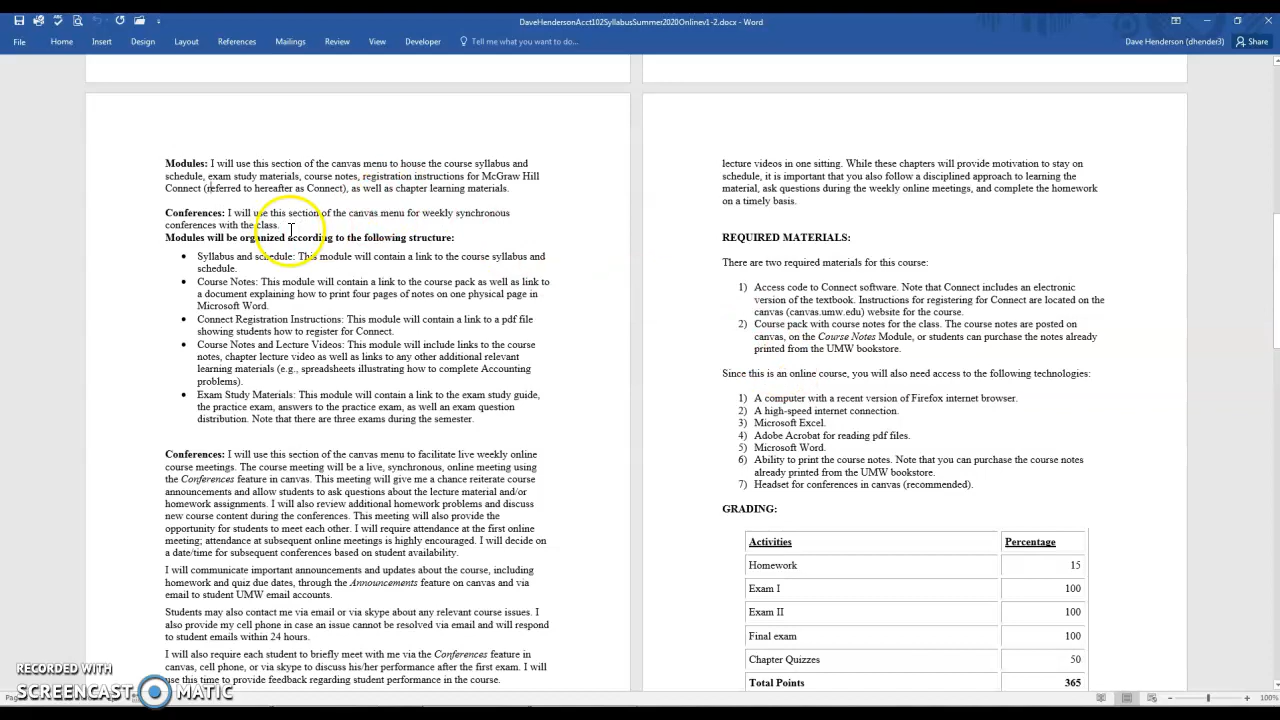 DaveHendersonAcct102SyllabusSummer2020Onlinev1-2.docx - Word
File Home Insert Design Layout References Mailings Review View Developer Tell me what you want to do... Dave Henderson (dhender3) Share
Modules: I will use this section of the canvas menu to house the course syllabus and
schedule, exam study materials, course notes, registration instructions for McGraw Hill
Connect (referred to hereafter as Connect), as well as chapter learning materials.
Conferences: I will use this section of the canvas menu for weekly synchronous
conferences with the class.
Modules will be organized according to the following structure:
• Syllabus and schedule: This module will contain a link to the course syllabus and
schedule.
• Course Notes: This module will contain a link to the course pack as well as link to
a document explaining how to print four pages of notes on one physical page in
Microsoft Word.
• Connect Registration Instructions: This module will contain a link to a pdf file
showing students how to register for Connect.
• Course Notes and Lecture Videos: This module will include links to the course
notes, chapter lecture video as well as links to any other additional relevant
learning materials (e.g., spreadsheets illustrating how to complete Accounting
problems).
• Exam Study Materials: This module will contain a link to the exam study guide,
the practice exam, answers to the practice exam, as well an exam question
distribution. Note that there are three exams during the semester.
Conferences: I will use this section of the canvas menu to facilitate live weekly online
course meetings. The course meeting will be a live, synchronous, online meeting using
the Conferences feature in canvas. This meeting will give me a chance reiterate course
announcements and allow students to ask questions about the lecture material and/or
homework assignments. I will also review additional homework problems and discuss
new course content during the conferences. This meeting will also provide the
opportunity for students to meet each other. I will require attendance at the first online
meeting; attendance at subsequent online meetings is highly encouraged. I will decide on
a date/time for subsequent conferences based on student availability.
I will communicate important announcements and updates about the course, including
homework and quiz due dates, through the Announcements feature on canvas and via
email to student UMW email accounts.
Students may also contact me via email or via skype about any relevant course issues. I
also provide my cell phone in case an issue cannot be resolved via email and will respond
to student emails within 24 hours.
I will also require each student to briefly meet with me via the Conferences feature in
canvas, cell phone, or via skype to discuss his/her performance after the first exam. I will
use this time to provide feedback regarding student performance in the course.
lecture videos in one sitting. While these chapters will provide motivation to stay on
schedule, it is important that you also follow a disciplined approach to learning the
material, ask questions during the weekly online meetings, and complete the homework
on a timely basis.
REQUIRED MATERIALS:
There are two required materials for this course:
1) Access code to Connect software. Note that Connect includes an electronic
version of the textbook. Instructions for registering for Connect are located on the
canvas (canvas.umw.edu) website for the course.
2) Course pack with course notes for the class. The course notes are posted on
canvas, on the Course Notes Module, or students can purchase the notes already
printed from the UMW bookstore.
Since this is an online course, you will also need access to the following technologies:
1) A computer with a recent version of Firefox internet browser.
2) A high-speed internet connection.
3) Microsoft Excel.
4) Adobe Acrobat for reading pdf files.
5) Microsoft Word.
6) Ability to print the course notes. Note that you can purchase the course notes
already printed from the UMW bookstore.
7) Headset for conferences in canvas (recommended).
GRADING:
Activities Percentage
Homework 15
Exam I 100
Exam II 100
Final exam 100
Chapter Quizzes 50
Total Points 365
RECORDED WITH
SCREENCAST MATIC
100%